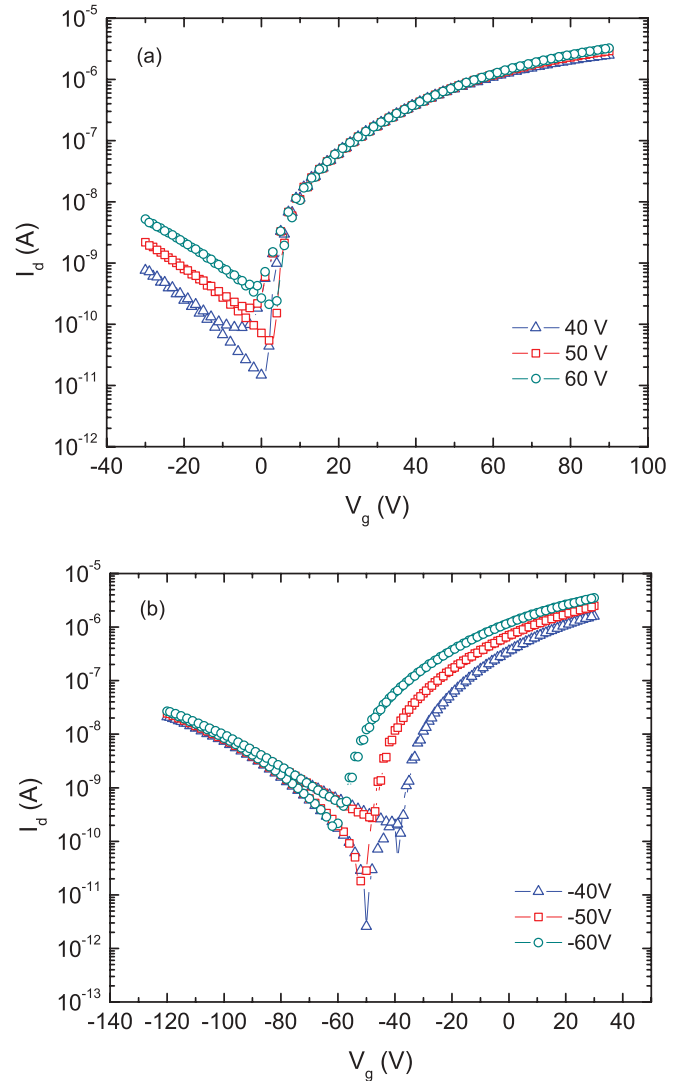 (a)
10⁻⁵
10⁻⁶
10⁻⁷
10⁻⁸
10⁻⁹
10⁻¹⁰
10⁻¹¹
10⁻¹²
I_d (A)
40 V
50 V
60 V
-40 -20 0 20 40 60 80 100
V_g (V)
(b)
10⁻⁵
10⁻⁶
10⁻⁷
10⁻⁸
10⁻⁹
10⁻¹⁰
10⁻¹¹
10⁻¹²
10⁻¹³
I_d (A)
-40V
-50V
-60V
-140 -120 -100 -80 -60 -40 -20 0 20 40
V_g (V)